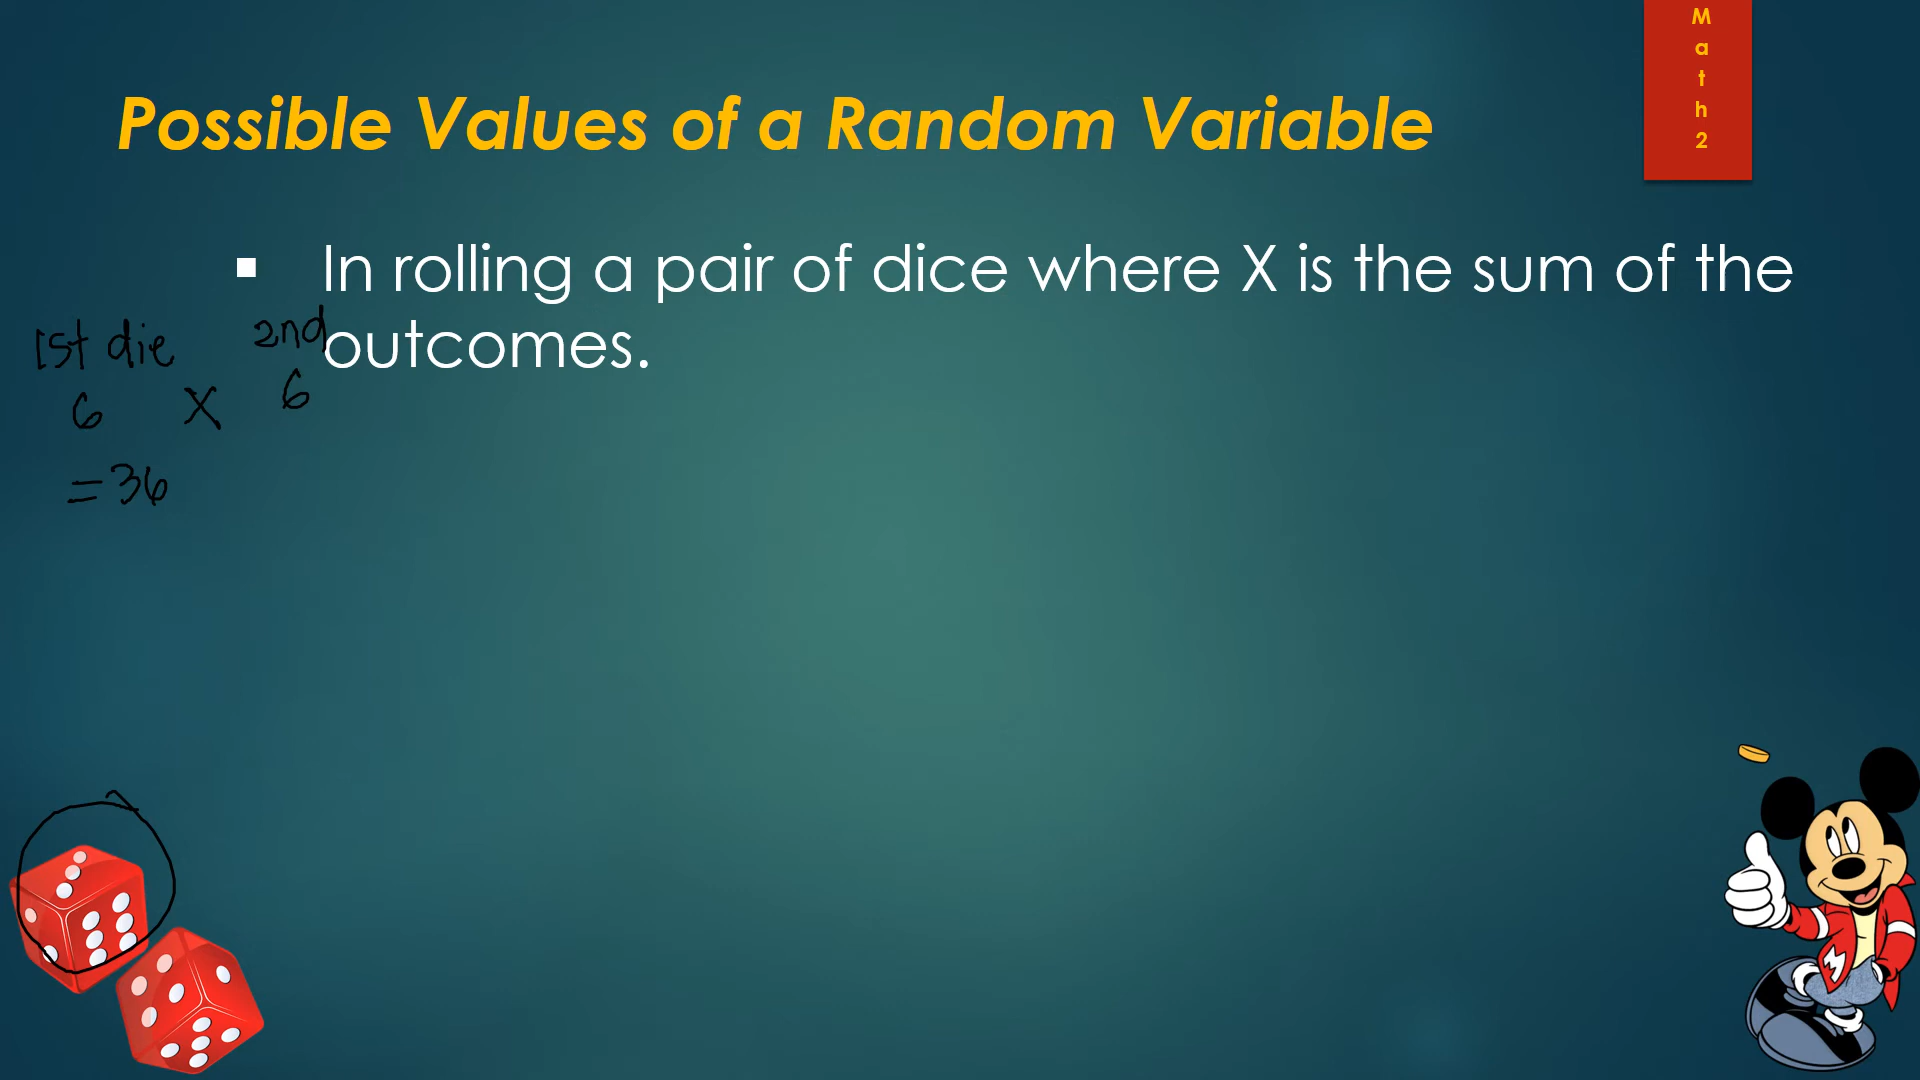 M
a
t
h
2
Possible Values of a Random Variable
▪ In rolling a pair of dice where X is the sum of the
outcomes.
1st die 2nd
6 X 6
= 36